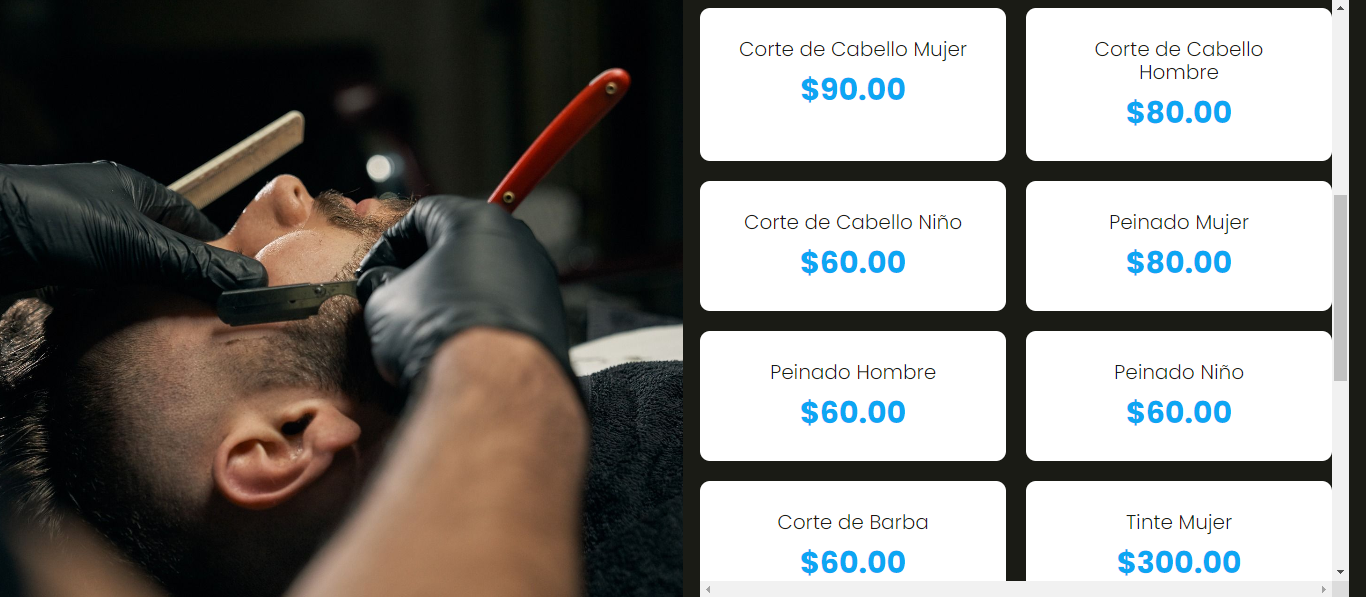 Corte de Cabello Mujer
$90.00
Corte de Cabello
Hombre
$80.00
Corte de Cabello Niño
$60.00
Peinado Mujer
$80.00
Peinado Hombre
$60.00
Peinado Niño
$60.00
Corte de Barba
$60.00
Tinte Mujer
$300.00